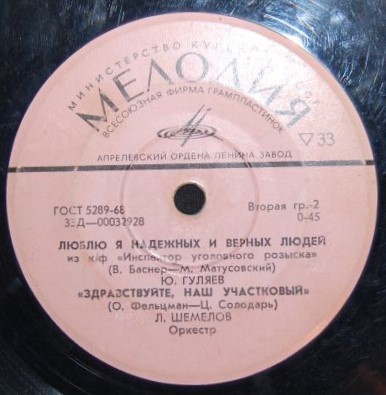 МИНИСТЕРСТВО
МЕЛОДИЯ
ВСЕСОЮЗНАЯ ФИРМА ГРАМПЛАСТИНОК
33
АПРЕЛЕВСКИЙ ОРДЕНА ЛЕНИНА ЗАВОД
ГОСТ 5289-68
33Д—00032928
Вторая гр.-2
0-45
ЛЮБЛЮ Я НАДЕЖНЫХ И ВЕРНЫХ ЛЮДЕЙ
из к/ф «Инспектор уголовного розыска»
(В. Баснер—М. Матусовский)
Ю. ГУЛЯЕВ
«ЗДРАВСТВУЙТЕ, НАШ УЧАСТКОВЫЙ»
(О. Фельцман—Ц. Солодарь)
Л. ШЕМЕЛОВ
Оркестр